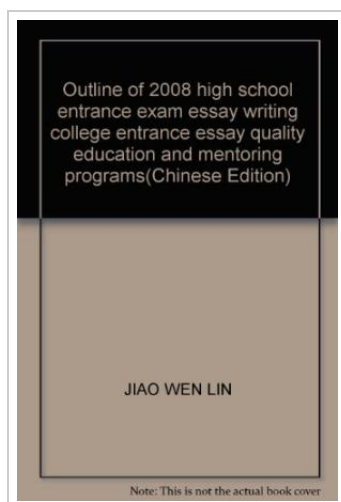 Outline of 2008 high school
entrance exam essay writing
college entrance essay quality
education and mentoring
programs(Chinese Edition)
JIAO WEN LIN
Note: This is not the actual book cover